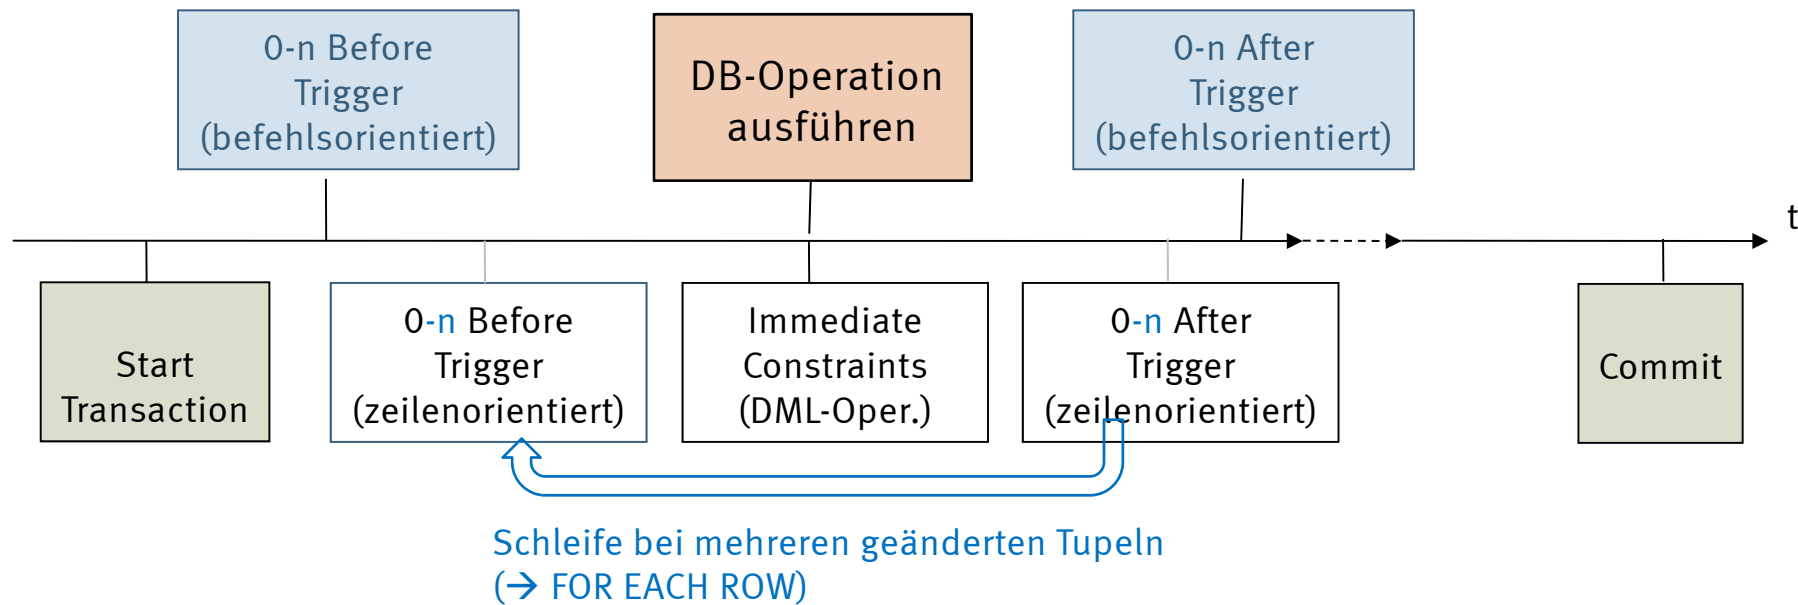 0-n Before
Trigger
(befehlsorientiert)
DB-Operation
ausführen
0-n After
Trigger
(befehlsorientiert)
t
Start
Transaction
0-n Before
Trigger
(zeilenorientiert)
Immediate
Constraints
(DML-Oper.)
0-n After
Trigger
(zeilenorientiert)
Commit
Schleife bei mehreren geänderten Tupeln
(→ FOR EACH ROW)